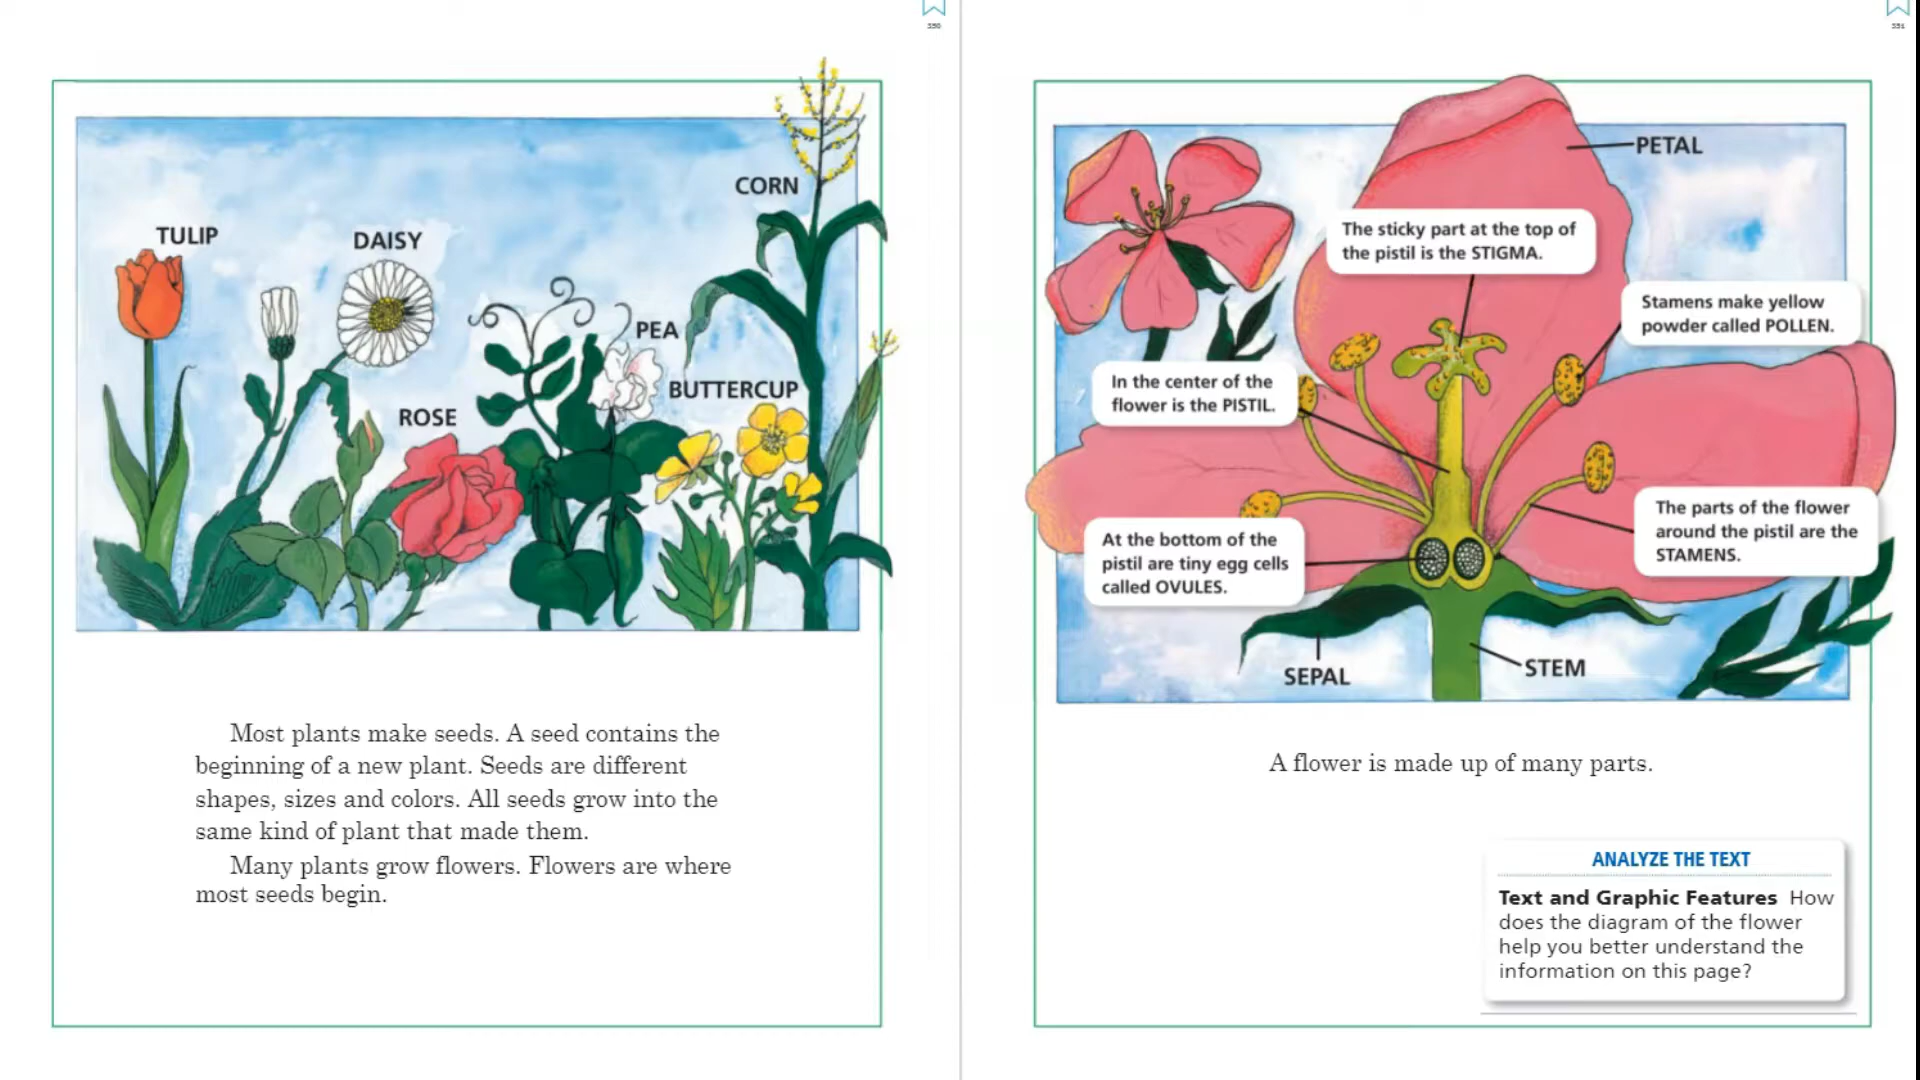 330
TULIP
DAISY
CORN
PEA
BUTTERCUP
ROSE
Most plants make seeds. A seed contains the
beginning of a new plant. Seeds are different
shapes, sizes and colors. All seeds grow into the
same kind of plant that made them.
Many plants grow flowers. Flowers are where
most seeds begin.
331
PETAL
The sticky part at the top of
the pistil is the STIGMA.
Stamens make yellow
powder called POLLEN.
In the center of the
flower is the PISTIL.
The parts of the flower
around the pistil are the
STAMENS.
At the bottom of the
pistil are tiny egg cells
called OVULES.
SEPAL
STEM
A flower is made up of many parts.
ANALYZE THE TEXT
Text and Graphic Features How
does the diagram of the flower
help you better understand the
information on this page?